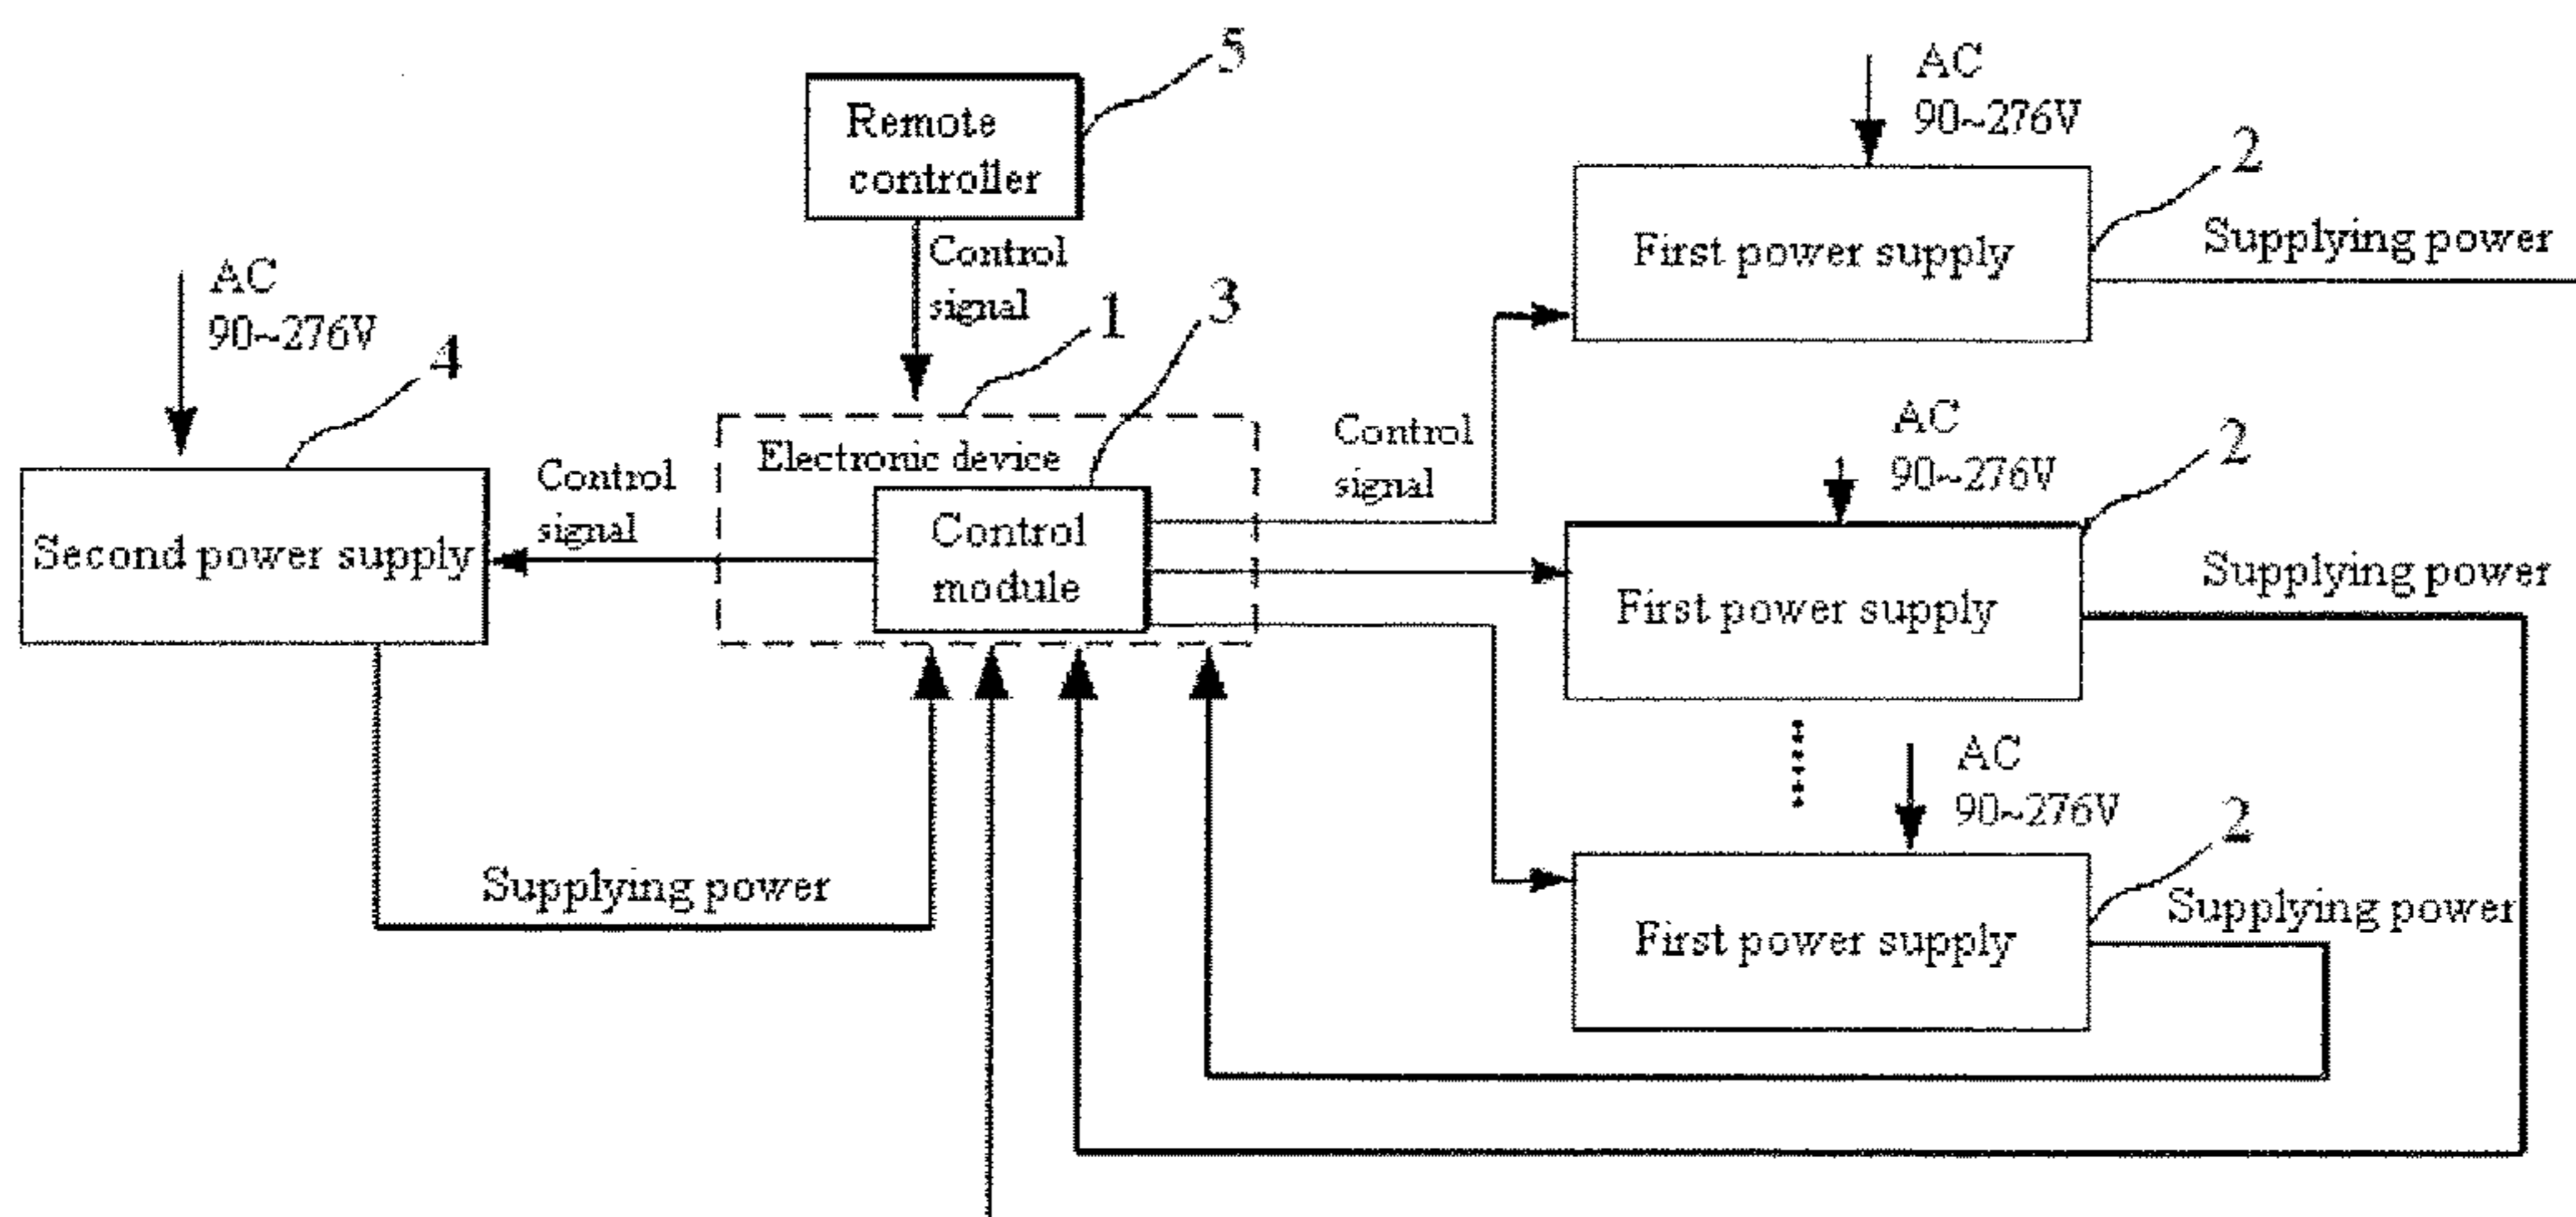 5
Remote
controller
AC
90~276V
2
First power supply
Supplying power
Control
signal
AC
90~276V
4
1
3
Second power supply
Control
signal
Electronic device
Control
module
Control
signal
AC
90~276V
2
First power supply
Supplying power
AC
90~276V
2
First power supply
Supplying power
Supplying power